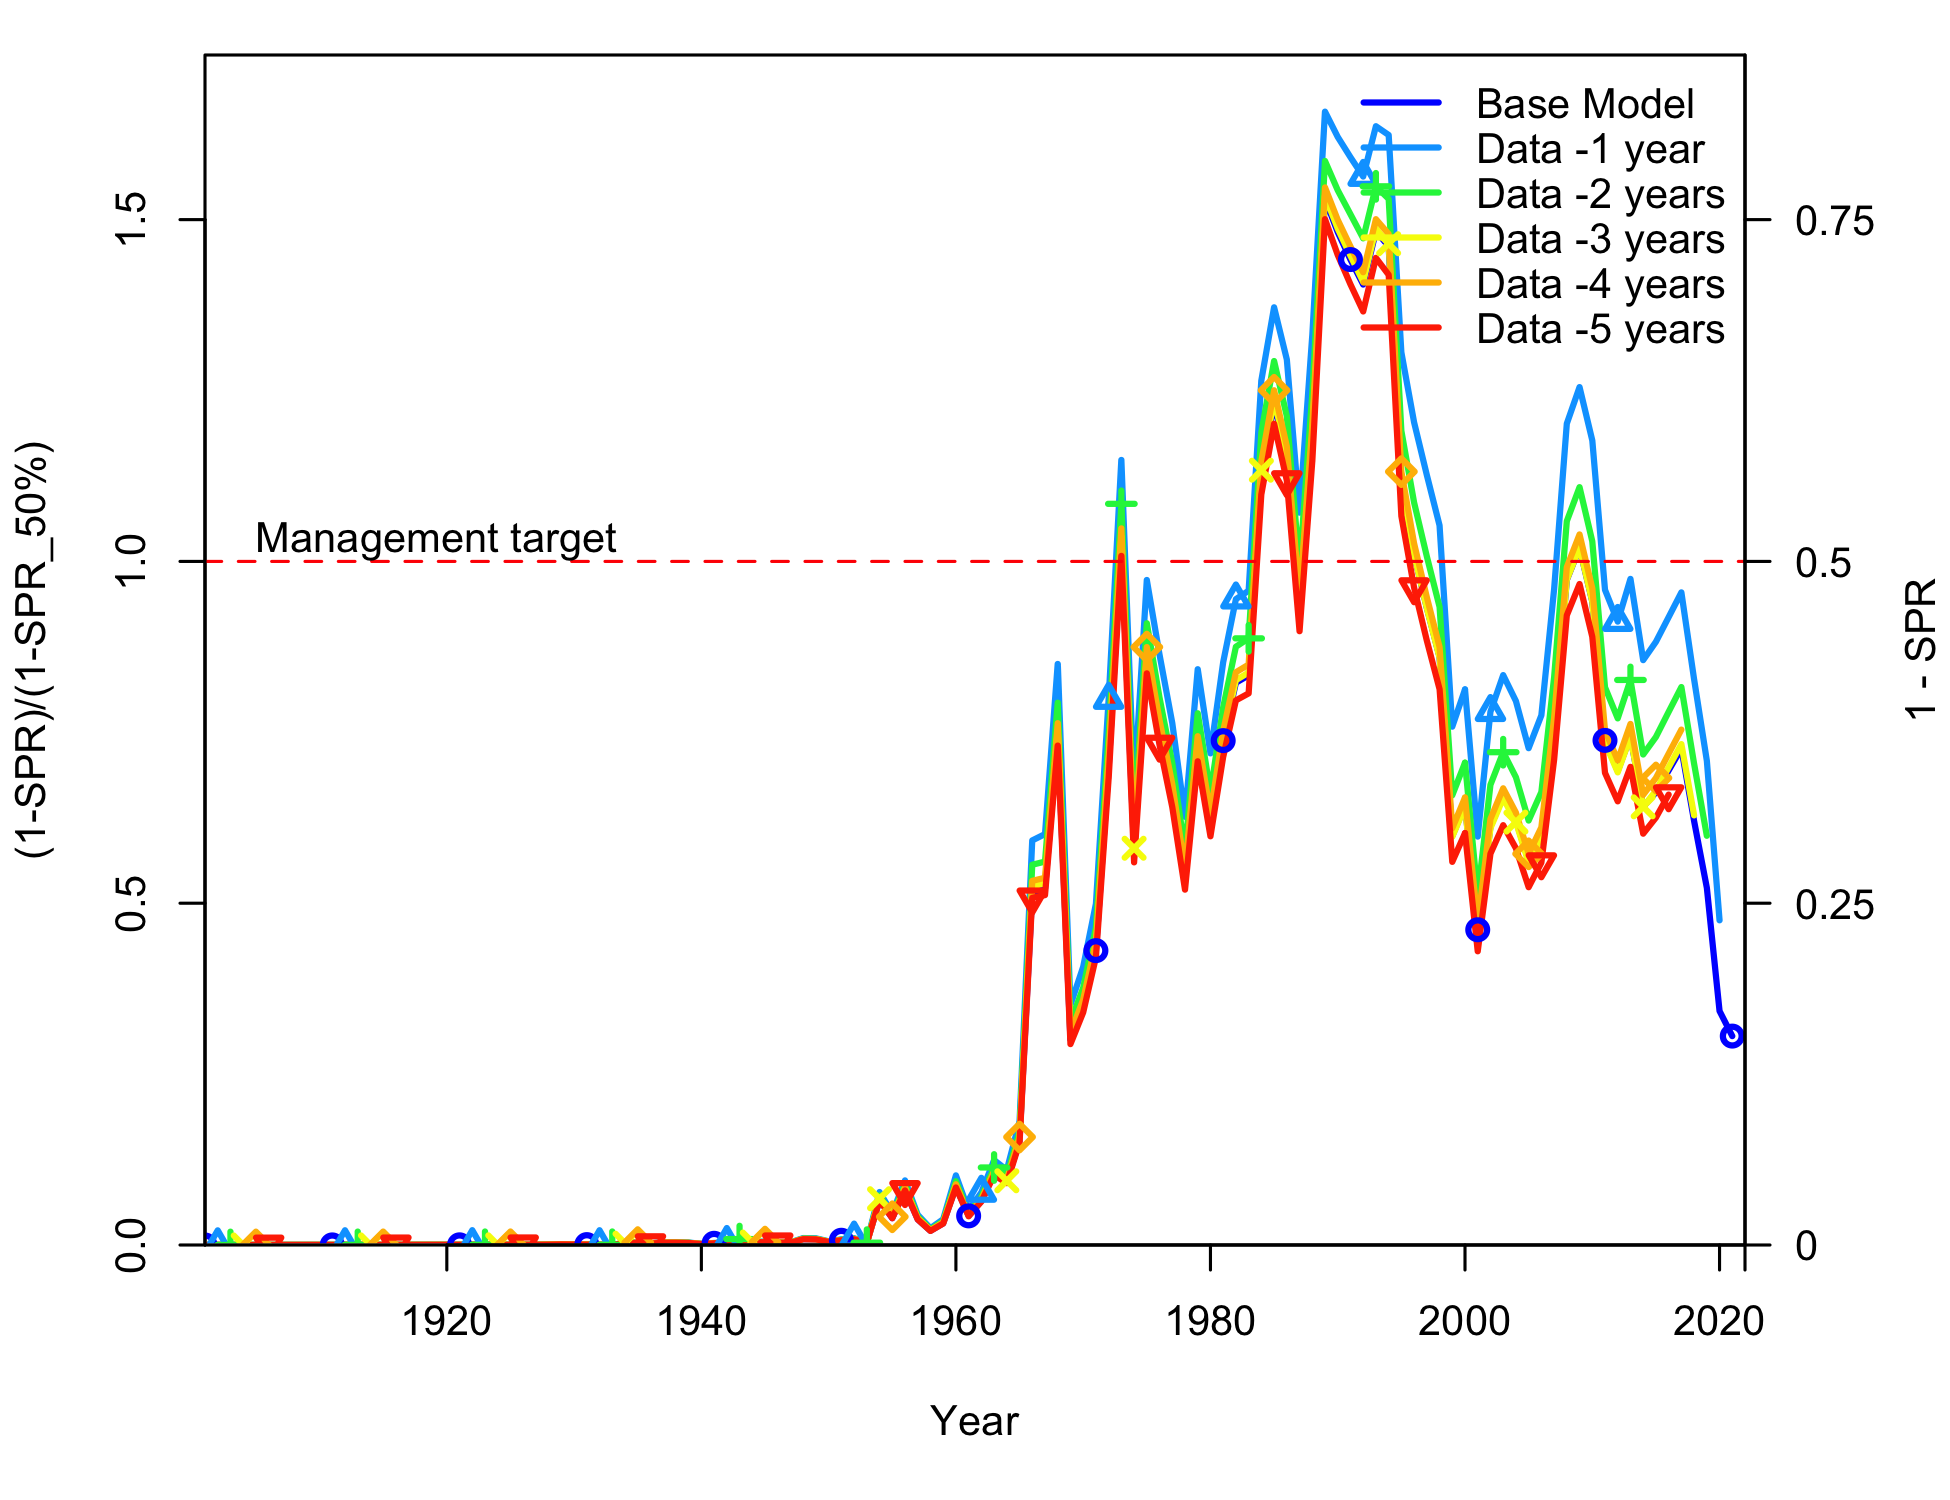 Base Model
Data -1 year
Data -2 years
Data -3 years
Data -4 years
Data -5 years
Management target
(1-SPR)/(1-SPR_50%)
0.0
0.5
1.0
1.5
1 - SPR
0
0.25
0.5
0.75
1920
1940
1960
1980
2000
2020
Year